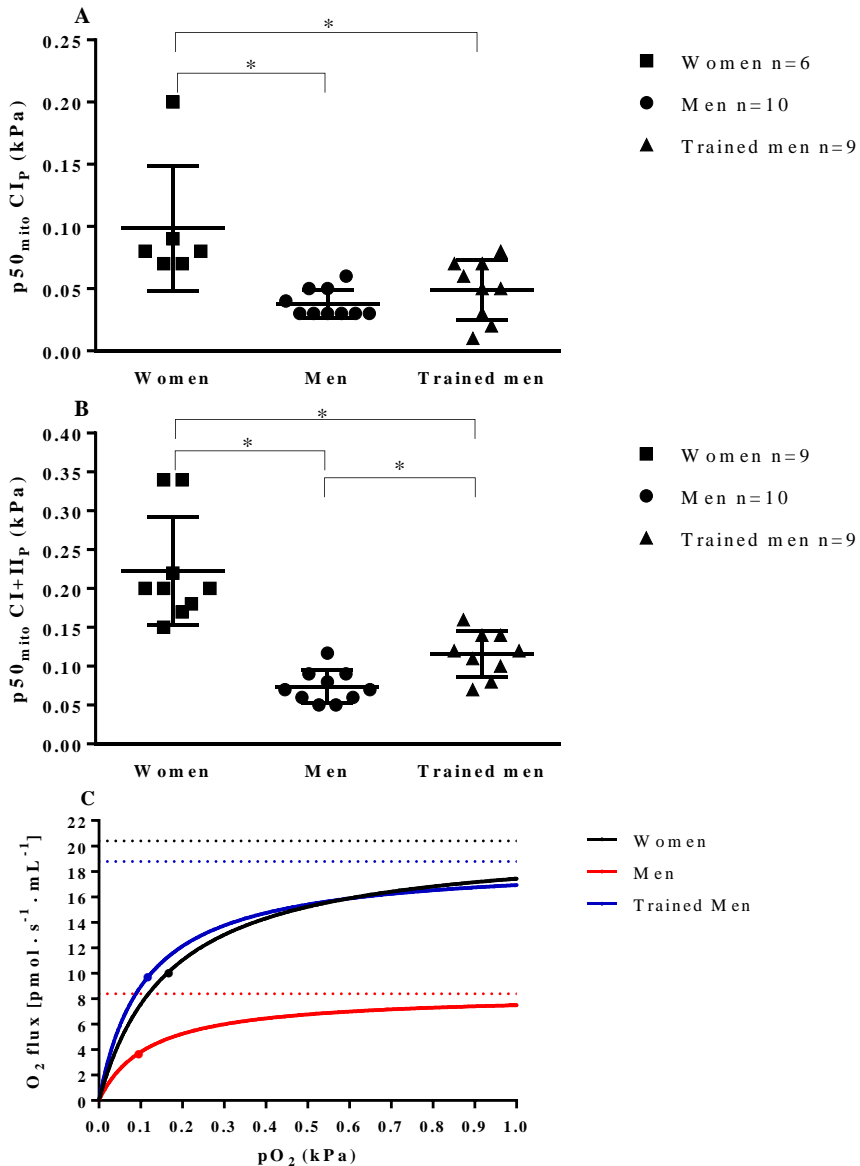 A
*
*
p50mito CIP (kPa)
0.25
0.20
0.15
0.10
0.05
0.00
Women
Men
Trained men
Women n=6
Men n=10
Trained men n=9
B
*
*
*
p50mito CI+IIP (kPa)
0.40
0.35
0.30
0.25
0.20
0.15
0.10
0.05
0.00
Women
Men
Trained men
Women n=9
Men n=10
Trained men n=9
C
O2 flux [pmol·s-1·mL-1]
22
20
18
16
14
12
10
8
6
4
2
0
0.0 0.1 0.2 0.3 0.4 0.5 0.6 0.7 0.8 0.9 1.0
pO2 (kPa)
Women
Men
Trained Men